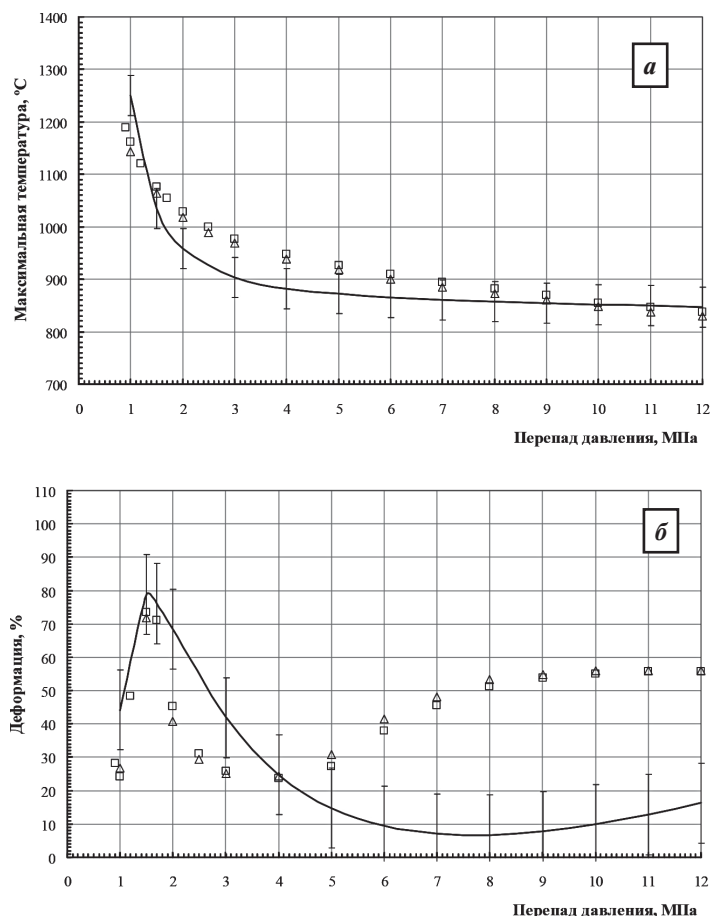 1400
а
1300
1200
1100
1000
900
800
700
Максимальная температура, °C
0 1 2 3 4 5 6 7 8 9 10 11 12
Перепад давления, МПа
110
б
100
90
80
70
60
50
40
30
20
10
0
Деформация, %
0 1 2 3 4 5 6 7 8 9 10 11 12
Перепад давления, МПа